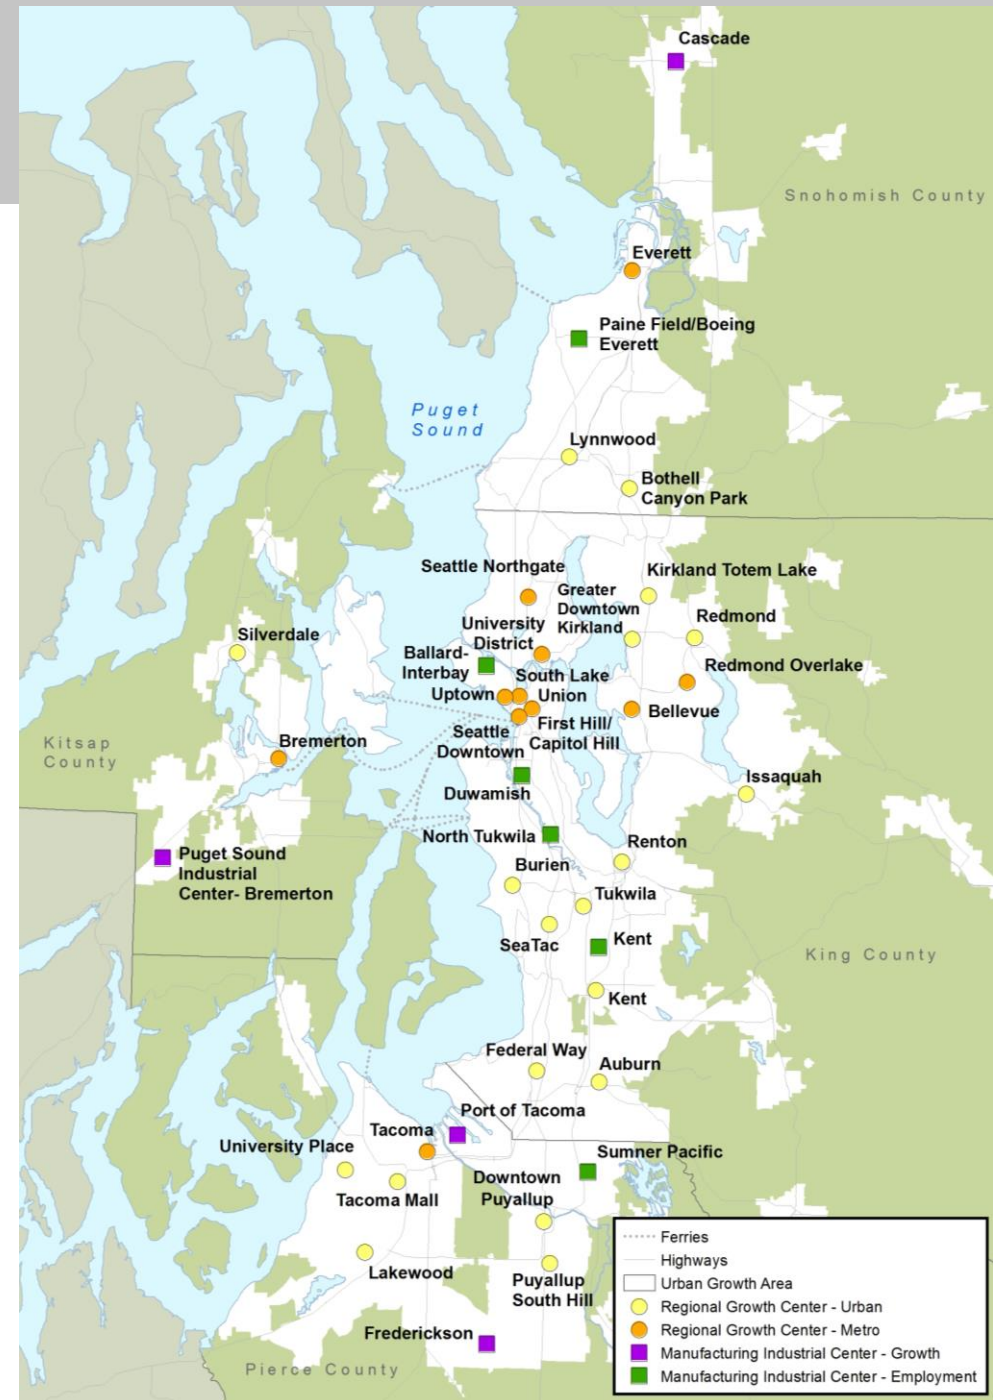 Cascade
Snohomish County
Everett
Paine Field/Boeing
Everett
Puget
Sound
Lynnwood
Bothell
Canyon Park
Seattle Northgate
Kirkland Totem Lake
Greater
Downtown
Kirkland
Redmond
University
District
Silverdale
Ballard-
Interbay
Redmond Overlake
South Lake
Union
Uptown
Bellevue
First Hill/
Capitol Hill
Seattle
Downtown
Kitsap
County
Bremerton
Issaquah
Duwamish
North Tukwila
Renton
Puget Sound
Industrial
Center- Bremerton
Burien
Tukwila
SeaTac
Kent
King County
Kent
Federal Way
Auburn
Port of Tacoma
Tacoma
University Place
Sumner Pacific
Downtown
Puyallup
Tacoma Mall
Lakewood
Puyallup
South Hill
Frederickson
Pierce County
Ferries
Highways
Urban Growth Area
Regional Growth Center - Urban
Regional Growth Center - Metro
Manufacturing Industrial Center - Growth
Manufacturing Industrial Center - Employment